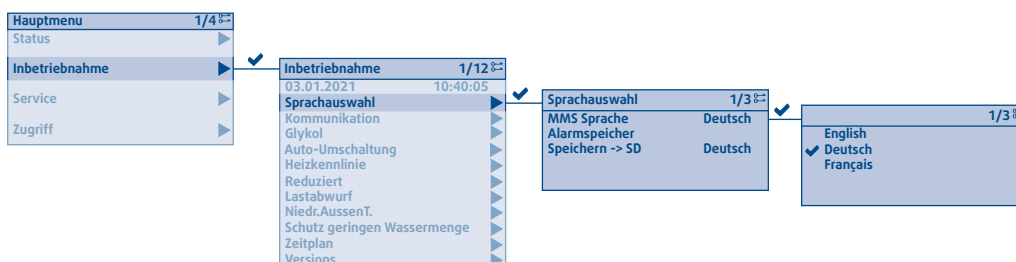 Hauptmenu 1/4
Status
Inbetriebnahme
Service
Zugriff
Inbetriebnahme 1/12
03.01.2021 10:40:05
Sprachauswahl
Kommunikation
Glykol
Auto-Umschaltung
Heizkennlinie
Reduziert
Lastabwurf
Niedr.AussenT.
Schutz geringen Wassermenge
Zeitplan
Versions
Sprachauswahl 1/3
MMS Sprache Deutsch
Alarmspeicher
Speichern -> SD Deutsch
1/3
English
Deutsch
Français